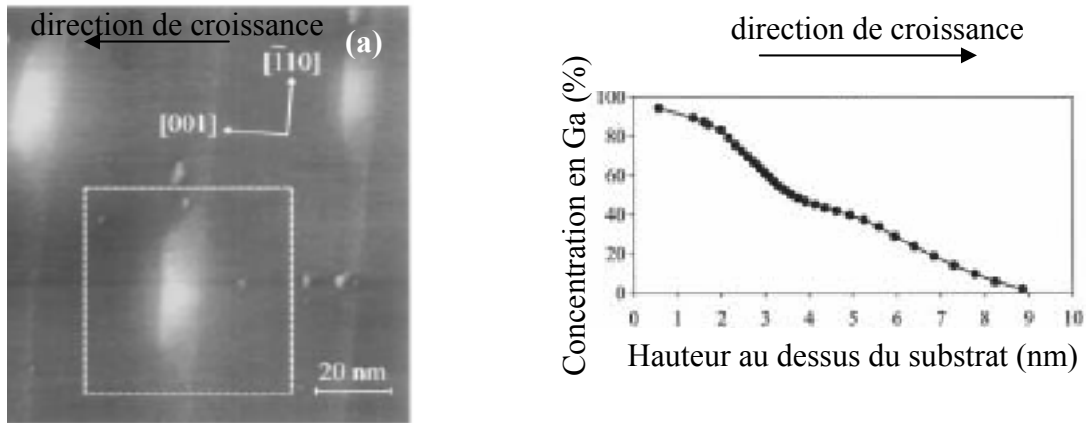 direction de croissance
(a)
[1̅10]
[001]
20 nm
direction de croissance
Concentration en Ga (%)
100
80
60
40
20
0
0 1 2 3 4 5 6 7 8 9 10
Hauteur au dessus du substrat (nm)